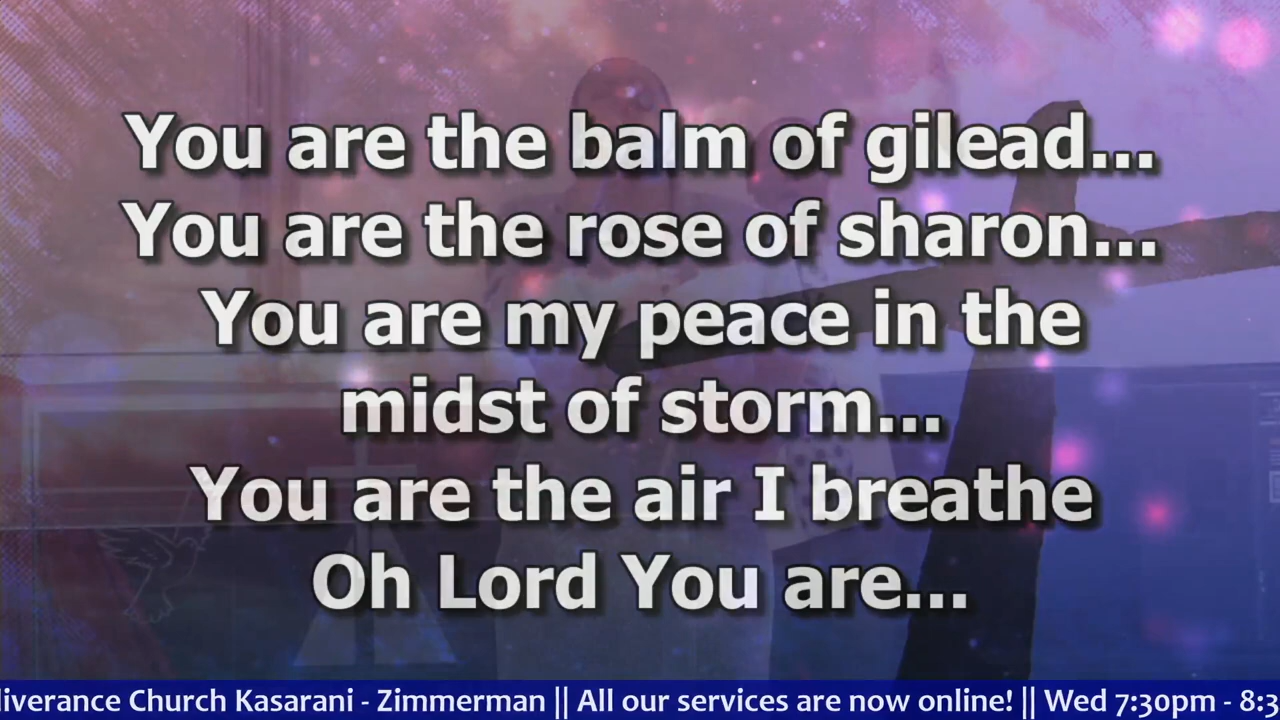 You are the balm of gilead...
You are the rose of sharon...
You are my peace in the
midst of storm...
You are the air I breathe
Oh Lord You are...
liverance Church Kasarani - Zimmerman || All our services are now online! || Wed 7:30pm - 8:3